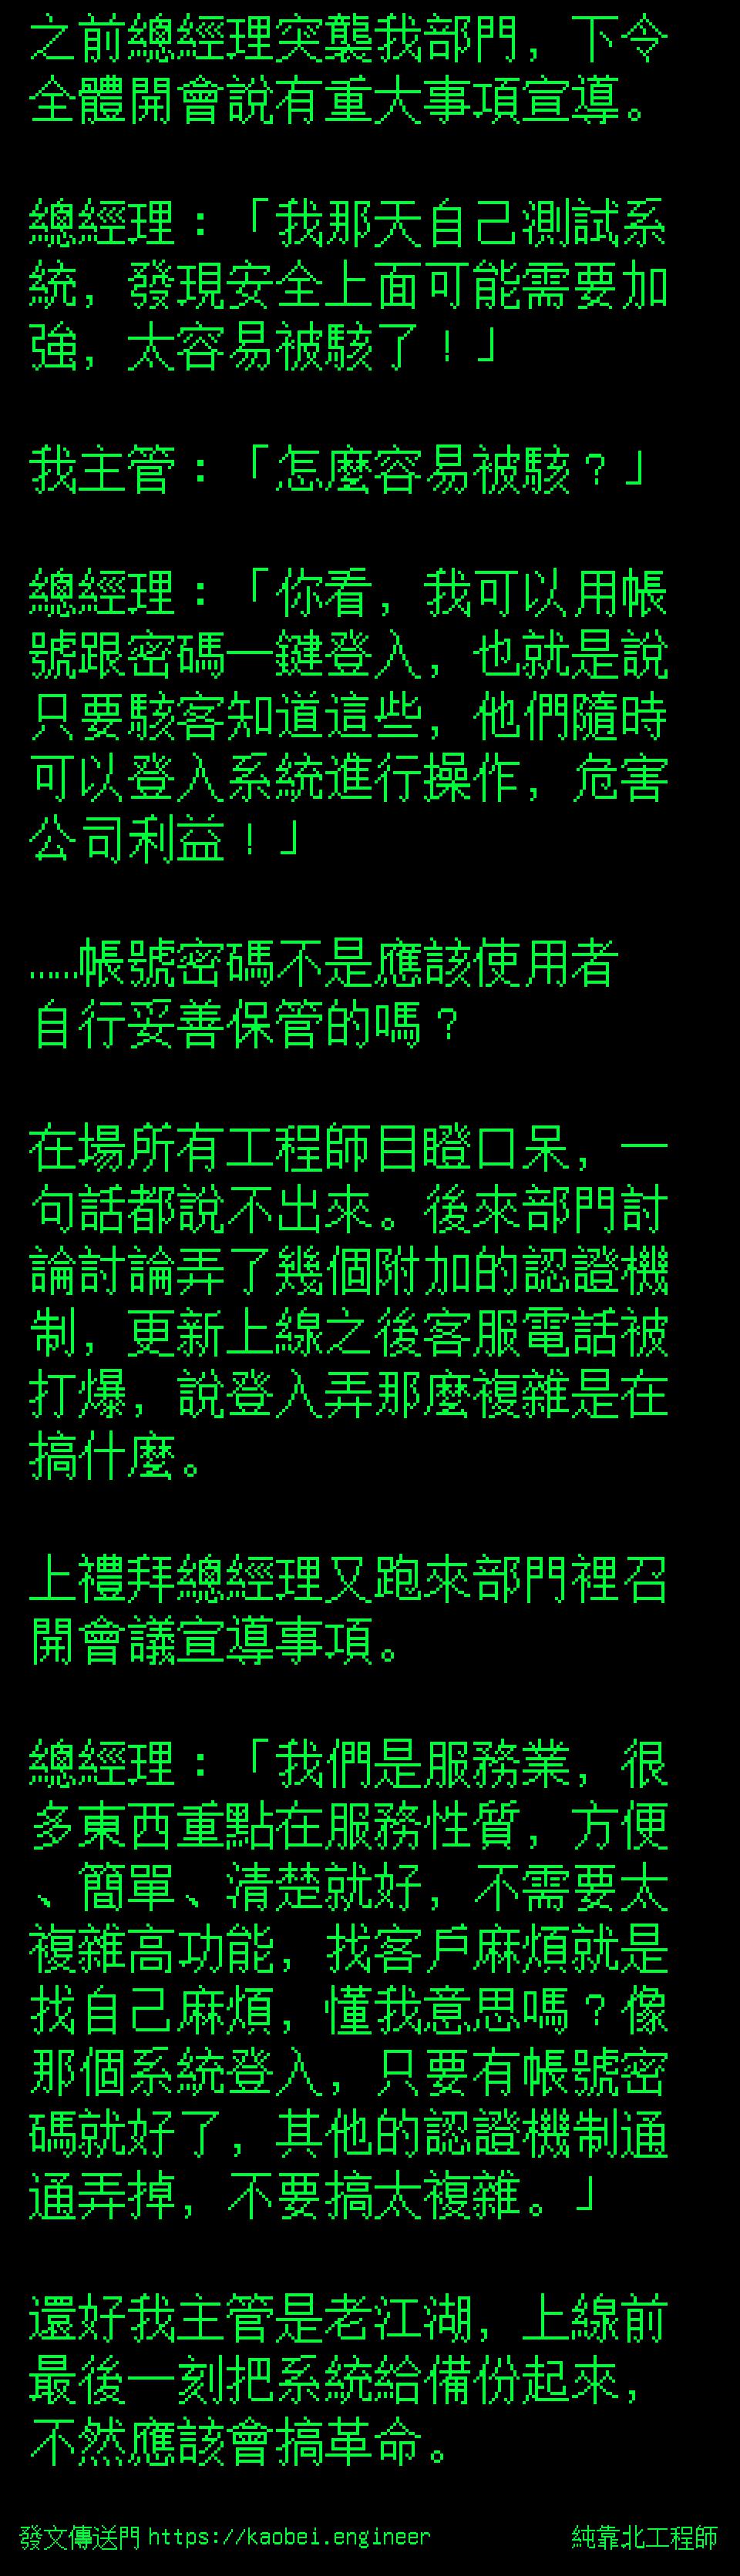 之前總經理突襲我部門，下令
全體開會說有重大事項宣導。
總經理：「我那天自己測試系
統，發現安全上面可能需要加
強，太容易被駭了！」
我主管：「怎麼容易被駭？」
總經理：「你看，我可以用帳
號跟密碼一鍵登入，也就是說
只要駭客知道這些，他們隨時
可以登入系統進行操作，危害
公司利益！」
……帳號密碼不是應該使用者
自行妥善保管的嗎？
在場所有工程師目瞪口呆，一
句話都說不出來。後來部門討
論討論弄了幾個附加的認證機
制，更新上線之後客服電話被
打爆，說登入弄那麼複雜是在
搞什麼。
上禮拜總經理又跑來部門裡召
開會議宣導事項。
總經理：「我們是服務業，很
多東西重點在服務性質，方便
、簡單、清楚就好，不需要太
複雜高功能，找客戶麻煩就是
找自己麻煩，懂我意思嗎？像
那個系統登入，只要有帳號密
碼就好了，其他的認證機制通
通弄掉，不要搞太複雜。」
還好我主管是老江湖，上線前
最後一刻把系統給備份起來，
不然應該會搞革命。
發文傳送門 https://kaobei.engineer 純靠北工程師